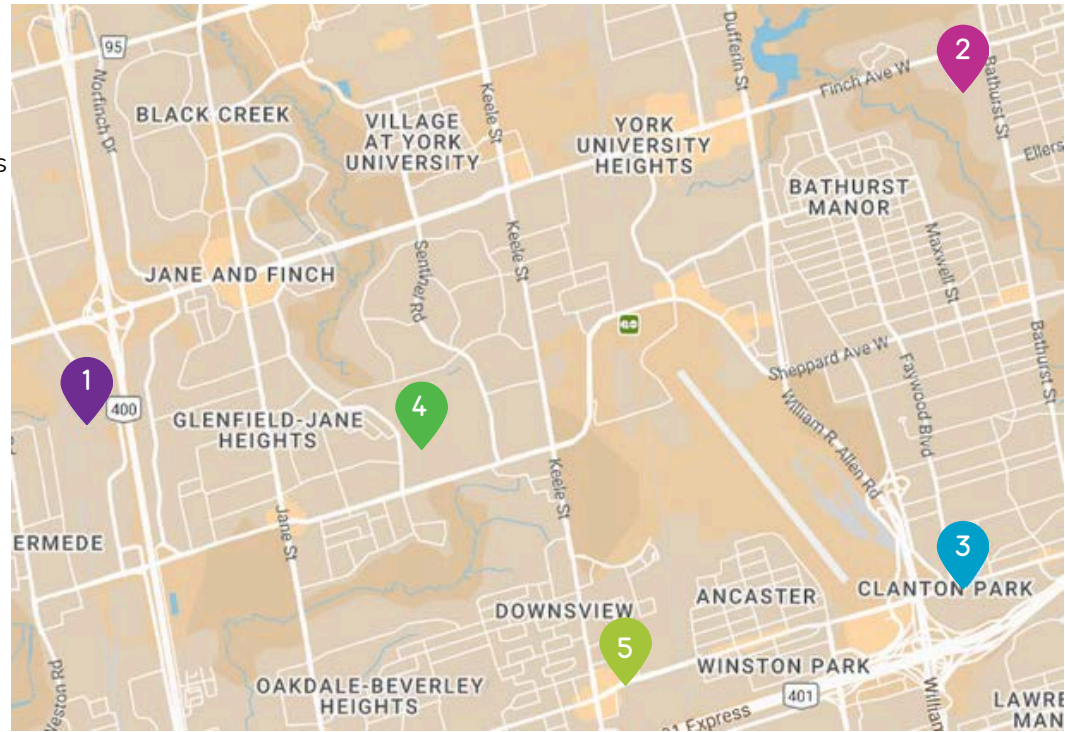 95
Norfinch Dr
BLACK CREEK
VILLAGE
AT YORK
UNIVERSITY
Keele St
Dufferin St
Finch Ave W
2
Bathurst St
Ellers
s
YORK
UNIVERSITY
HEIGHTS
BATHURST
MANOR
JANE AND FINCH
Sentinel Rd
Keele St
Maxwell St
Bathurst St
GO
1
400
GLENFIELD-JANE
HEIGHTS
4
Sheppard Ave W
William R. Allen Rd
Faywood Blvd
Jane St
Keele St
ERMEDE
3
CLANTON PARK
DOWNSVIEW
ANCASTER
5
WINSTON PARK
401
OAKDALE-BEVERLEY
HEIGHTS
Weston Rd
01 Express
William
LAWRE
MAN